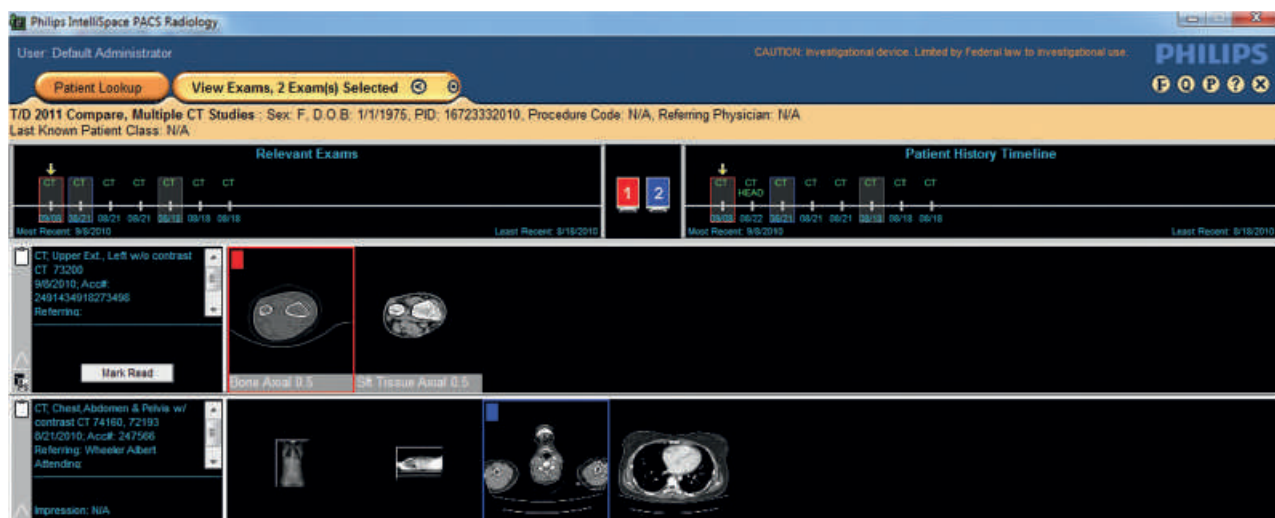 Philips IntelliSpace PACS Radiology
User: Default Administrator
CAUTION: Investigational device. Limited by Federal law to investigational use.
PHILIPS
Patient Lookup
View Exams, 2 Exam(s) Selected
F Q P ? X
T/D 2011 Compare, Multiple CT Studies : Sex: F, D.O.B: 1/1/1975, PID: 16723332010, Procedure Code: N/A, Referring Physician: N/A
Last Known Patient Class: N/A
Relevant Exams
CT CT CT CT CT CT CT
09/08 08/21 08/21 08/21 08/18 08/18 08/18
Most Recent: 9/8/2010
Least Recent: 8/18/2010
1 2
Patient History Timeline
CT CT CT CT CT CT CT CT
HEAD
09/08 08/22 08/21 08/21 08/21 08/18 08/18 08/18
Most Recent: 9/8/2010
Least Recent: 8/18/2010
CT; Upper Ext., Left w/o contrast
CT 73200
9/8/2010; Acc#:
2491434918273498
Referring:
Mark Read
Bone Axial 0.5
Sft Tissue Axial 0.5
CT; Chest,Abdomen & Pelvis w/
contrast CT 74160, 72193
8/21/2010; Acc#: 247566
Referring: Wheeler Albert
Attending:
Impression: N/A